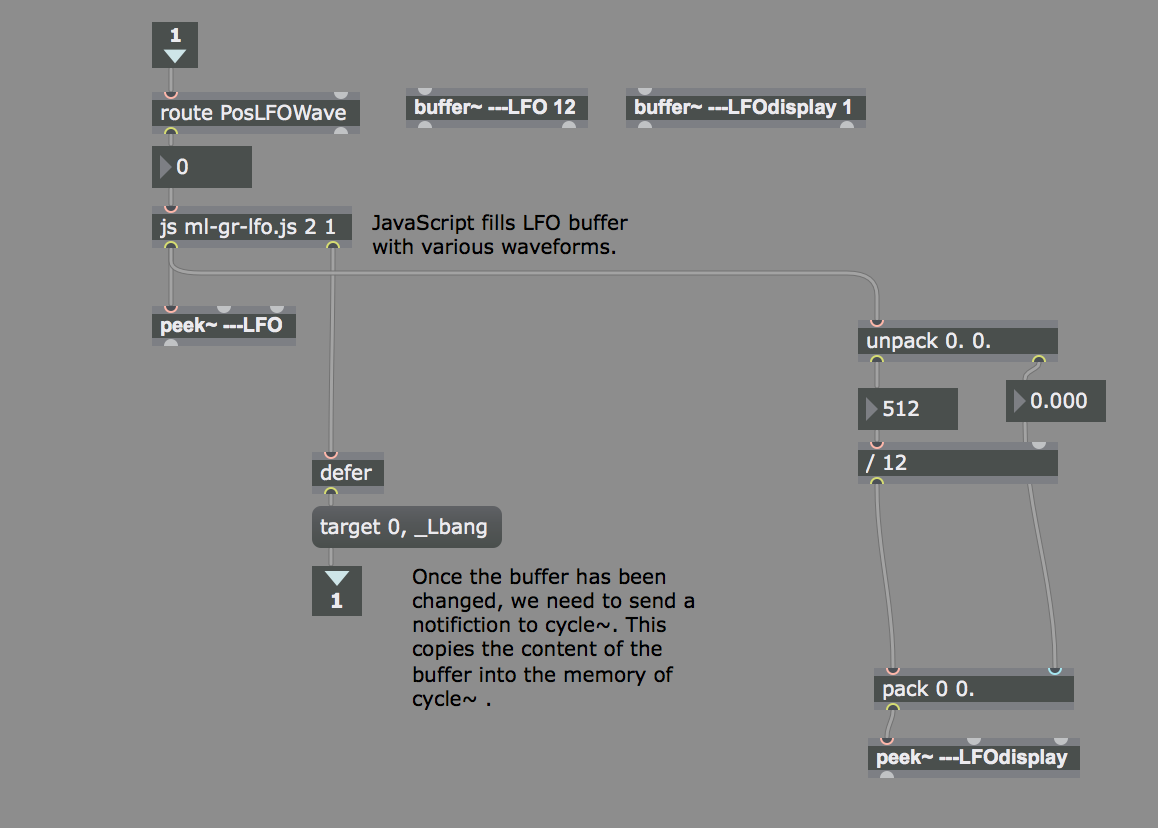 1
route PosLFOWave
buffer~ ---LFO 12
buffer~ ---LFOdisplay 1
0
js ml-gr-lfo.js 2 1
JavaScript fills LFO buffer
with various waveforms.
peek~ ---LFO
unpack 0. 0.
512
0.000
/ 12
defer
target 0, _Lbang
1
Once the buffer has been
changed, we need to send a
notifiction to cycle~. This
copies the content of the
buffer into the memory of
cycle~ .
pack 0 0.
peek~ ---LFOdisplay